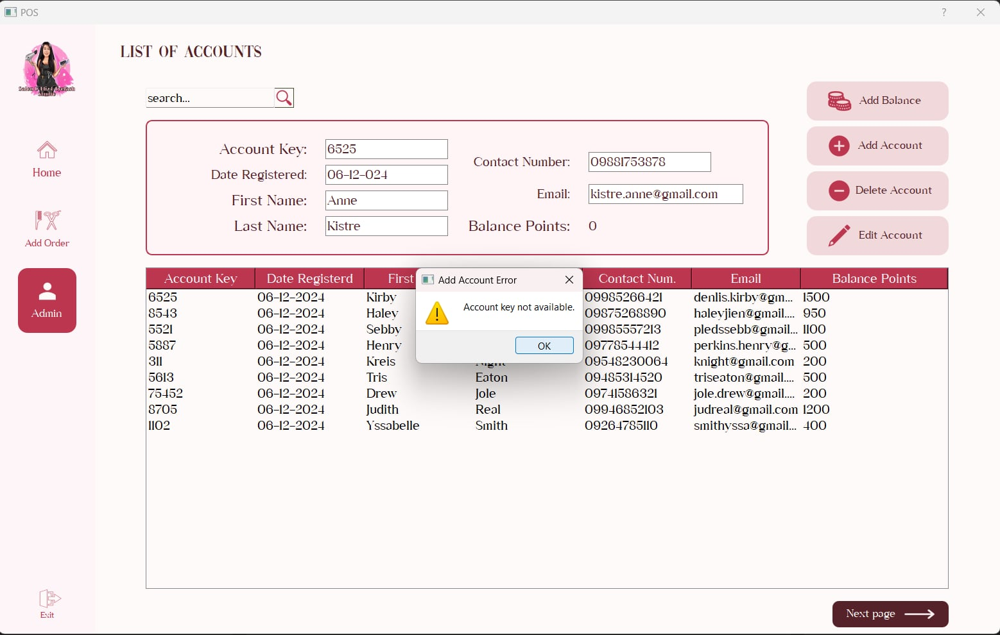 POS
?
LIST OF ACCOUNTS
search...
Add Balance
Add Account
Delete Account
Edit Account
Home
Add Order
Admin
Exit
Account Key: 6525
Date Registered: 06-12-024
First Name: Anne
Last Name: Kistre
Contact Number: 09881753878
Email: kistre.anne@gmail.com
Balance Points: 0
Account Key Date Registerd First Contact Num. Email Balance Points
6525 06-12-2024 Kirby 09985266421 denlis.kirby@gm... 1500
8543 06-12-2024 Haley 09875268890 haleyjien@gmail.... 950
5521 06-12-2024 Sebby 09985557213 pledssebb@gmail... 1100
5887 06-12-2024 Henry 09778544412 perkins.henry@g... 500
311 06-12-2024 Kreis 09548230064 knight@gmail.com 200
5613 06-12-2024 Tris Eaton 09485314520 triseaton@gmail.... 500
75452 06-12-2024 Drew Jole 09741586321 jole.drew@gmail.... 200
8705 06-12-2024 Judith Real 09946852103 judreal@gmail.com 1200
1102 06-12-2024 Yssabelle Smith 09264785110 smithyssa@gmail... 400
Add Account Error
Account key not available.
OK
Next page